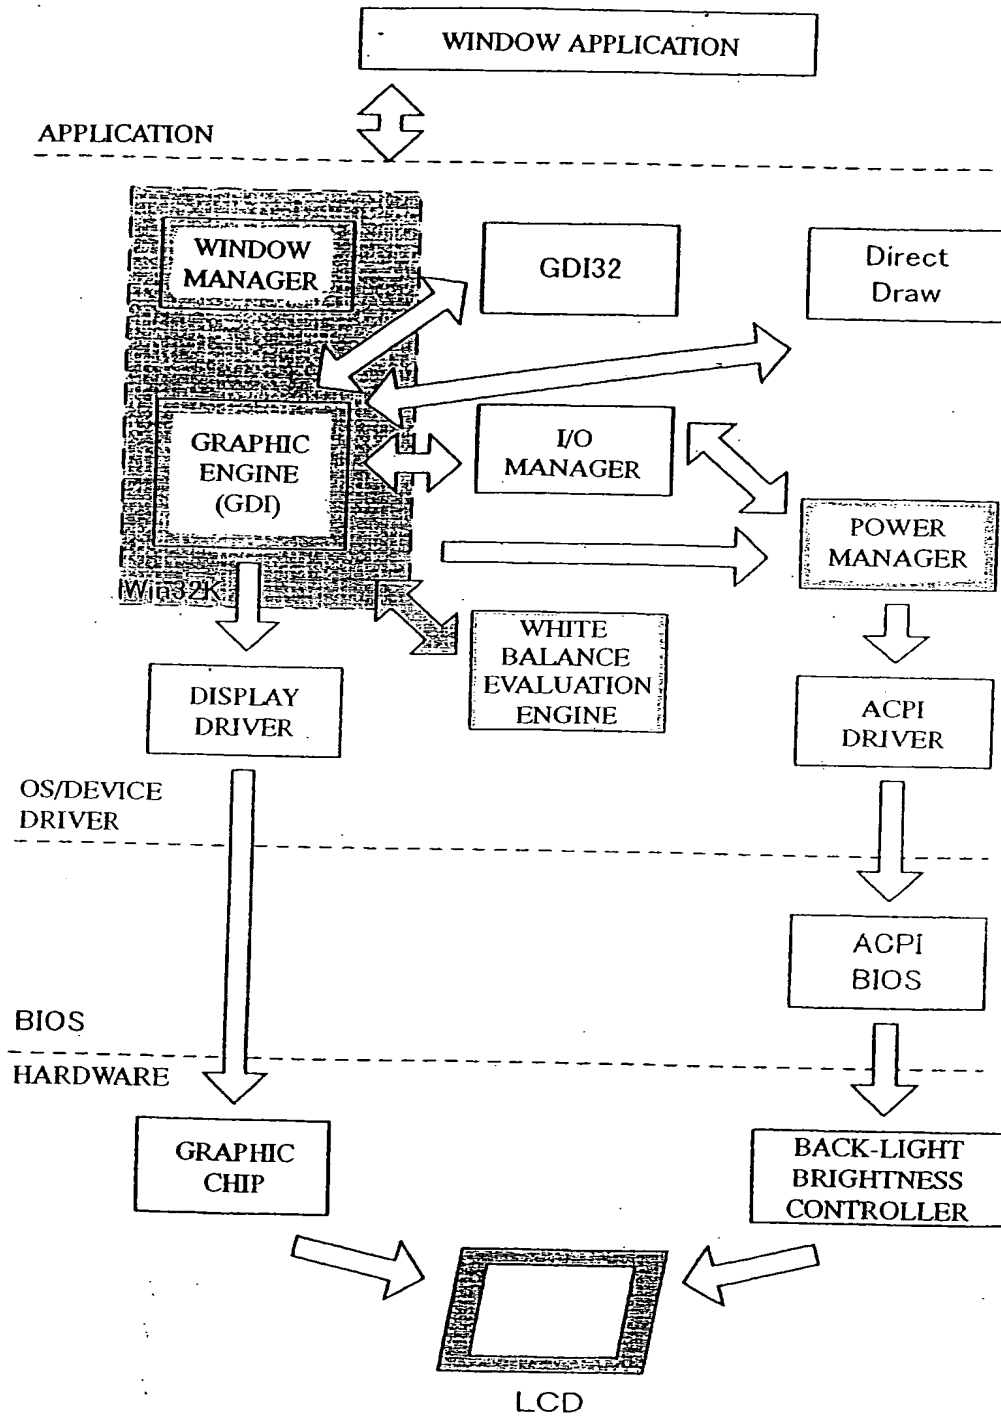 WINDOW APPLICATION
APPLICATION
WINDOW
MANAGER
GDI32
Direct
Draw
GRAPHIC
ENGINE
(GDI)
I/O
MANAGER
POWER
MANAGER
Win32K
WHITE
BALANCE
EVALUATION
ENGINE
DISPLAY
DRIVER
ACPI
DRIVER
OS/DEVICE
DRIVER
ACPI
BIOS
BIOS
HARDWARE
GRAPHIC
CHIP
BACK-LIGHT
BRIGHTNESS
CONTROLLER
LCD